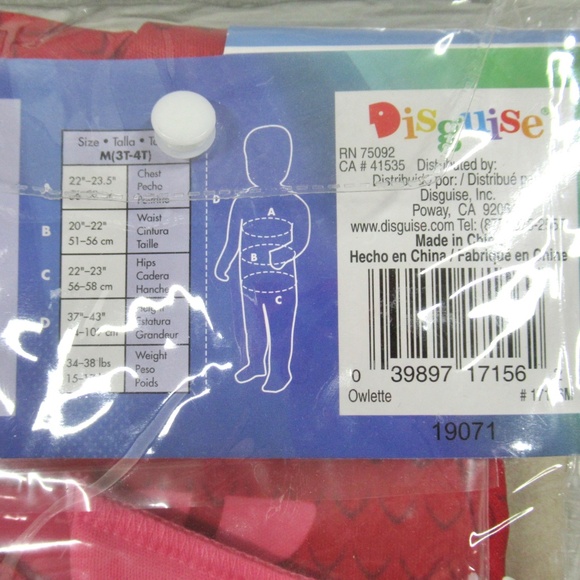 Size • Talla •
M(3T-4T)
A
22"–23.5"
Chest
Pecho
Poitrine
B
20"–22"
51–56 cm
Waist
Cintura
Taille
C
22"–23"
56–58 cm
Hips
Cadera
Hanche
D
37"–43"
Height
Estatura
Grandeur
34–38 lbs
Weight
Peso
Poids
D
A
B
C
Disguise
RN 75092
CA # 41535 Distributed by:
Distribuido por: / Distribué
Disguise, Inc.
Poway, CA
www.disguise.com Tel:
Made in China
Hecho en China / Fabriqué en Chine
0 39897 17156
Owlette
19071